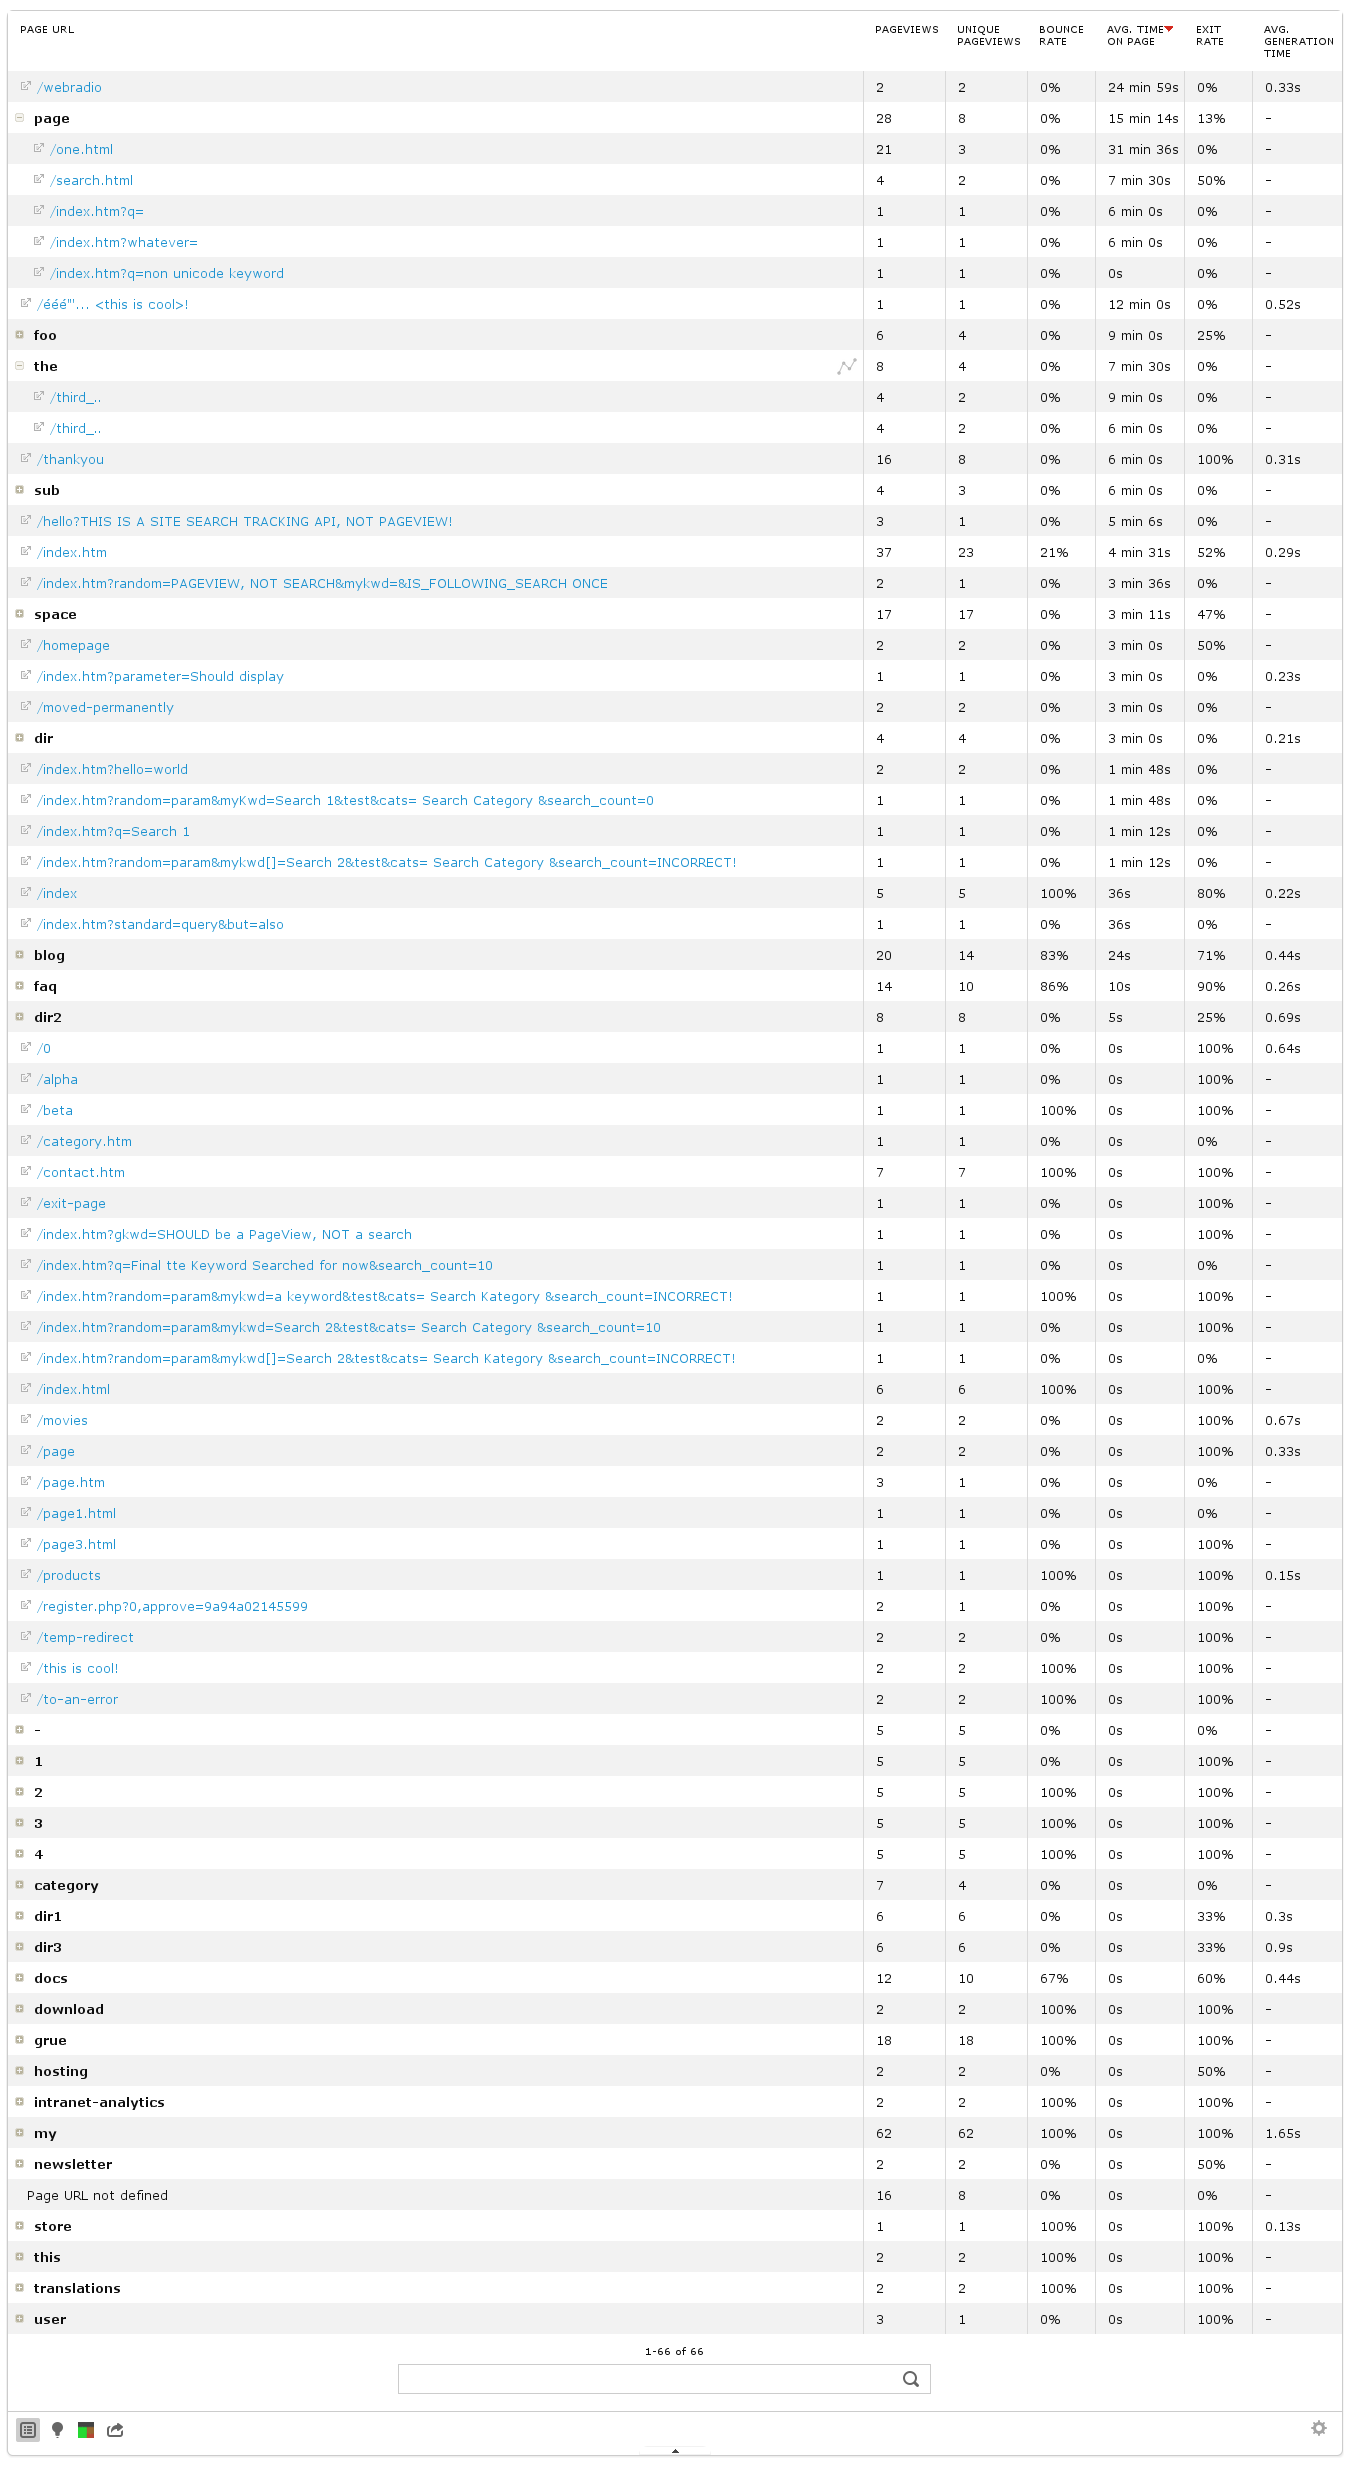 PAGE URL PAGEVIEWS UNIQUE PAGEVIEWS BOUNCE RATE AVG. TIME ON PAGE EXIT RATE AVG. GENERATION TIME
/webradio 2 2 0% 24 min 59s 0% 0.33s
page 28 8 0% 15 min 14s 13% -
/one.html 21 3 0% 31 min 36s 0% -
/search.html 4 2 0% 7 min 30s 50% -
/index.htm?q= 1 1 0% 6 min 0s 0% -
/index.htm?whatever= 1 1 0% 6 min 0s 0% -
/index.htm?q=non unicode keyword 1 1 0% 0s 0% -
/ééé"'... <this is cool>! 1 1 0% 12 min 0s 0% 0.52s
foo 6 4 0% 9 min 0s 25% -
the 8 4 0% 7 min 30s 0% -
/third_.. 4 2 0% 9 min 0s 0% -
/third_.. 4 2 0% 6 min 0s 0% -
/thankyou 16 8 0% 6 min 0s 100% 0.31s
sub 4 3 0% 6 min 0s 0% -
/hello?THIS IS A SITE SEARCH TRACKING API, NOT PAGEVIEW! 3 1 0% 5 min 6s 0% -
/index.htm 37 23 21% 4 min 31s 52% 0.29s
/index.htm?random=PAGEVIEW, NOT SEARCH&mykwd=&IS_FOLLOWING_SEARCH ONCE 2 1 0% 3 min 36s 0% -
space 17 17 0% 3 min 11s 47% -
/homepage 2 2 0% 3 min 0s 50% -
/index.htm?parameter=Should display 1 1 0% 3 min 0s 0% 0.23s
/moved-permanently 2 2 0% 3 min 0s 0% -
dir 4 4 0% 3 min 0s 0% 0.21s
/index.htm?hello=world 2 2 0% 1 min 48s 0% -
/index.htm?random=param&myKwd=Search 1&test&cats= Search Category &search_count=0 1 1 0% 1 min 48s 0% -
/index.htm?q=Search 1 1 1 0% 1 min 12s 0% -
/index.htm?random=param&mykwd[]=Search 2&test&cats= Search Category &search_count=INCORRECT! 1 1 0% 1 min 12s 0% -
/index 5 5 100% 36s 80% 0.22s
/index.htm?standard=query&but=also 1 1 0% 36s 0% -
blog 20 14 83% 24s 71% 0.44s
faq 14 10 86% 10s 90% 0.26s
dir2 8 8 0% 5s 25% 0.69s
/0 1 1 0% 0s 100% 0.64s
/alpha 1 1 0% 0s 100% -
/beta 1 1 100% 0s 100% -
/category.htm 1 1 0% 0s 0% -
/contact.htm 7 7 100% 0s 100% -
/exit-page 1 1 0% 0s 100% -
/index.htm?gkwd=SHOULD be a PageView, NOT a search 1 1 0% 0s 100% -
/index.htm?q=Final tte Keyword Searched for now&search_count=10 1 1 0% 0s 0% -
/index.htm?random=param&mykwd=a keyword&test&cats= Search Kategory &search_count=INCORRECT! 1 1 100% 0s 100% -
/index.htm?random=param&mykwd=Search 2&test&cats= Search Category &search_count=10 1 1 0% 0s 100% -
/index.htm?random=param&mykwd[]=Search 2&test&cats= Search Kategory &search_count=INCORRECT! 1 1 0% 0s 0% -
/index.html 6 6 100% 0s 100% -
/movies 2 2 0% 0s 100% 0.67s
/page 2 2 0% 0s 100% 0.33s
/page.htm 3 1 0% 0s 0% -
/page1.html 1 1 0% 0s 0% -
/page3.html 1 1 0% 0s 100% -
/products 1 1 100% 0s 100% 0.15s
/register.php?0,approve=9a94a02145599 2 1 0% 0s 100% -
/temp-redirect 2 2 0% 0s 100% -
/this is cool! 2 2 100% 0s 100% -
/to-an-error 2 2 100% 0s 100% -
- 5 5 0% 0s 0% -
1 5 5 0% 0s 100% -
2 5 5 100% 0s 100% -
3 5 5 100% 0s 100% -
4 5 5 100% 0s 100% -
category 7 4 0% 0s 0% -
dir1 6 6 0% 0s 33% 0.3s
dir3 6 6 0% 0s 33% 0.9s
docs 12 10 67% 0s 60% 0.44s
download 2 2 100% 0s 100% -
grue 18 18 100% 0s 100% -
hosting 2 2 0% 0s 50% -
intranet-analytics 2 2 100% 0s 100% -
my 62 62 100% 0s 100% 1.65s
newsletter 2 2 0% 0s 50% -
Page URL not defined 16 8 0% 0s 0% -
store 1 1 100% 0s 100% 0.13s
this 2 2 100% 0s 100% -
translations 2 2 100% 0s 100% -
user 3 1 0% 0s 100% -
1-66 of 66